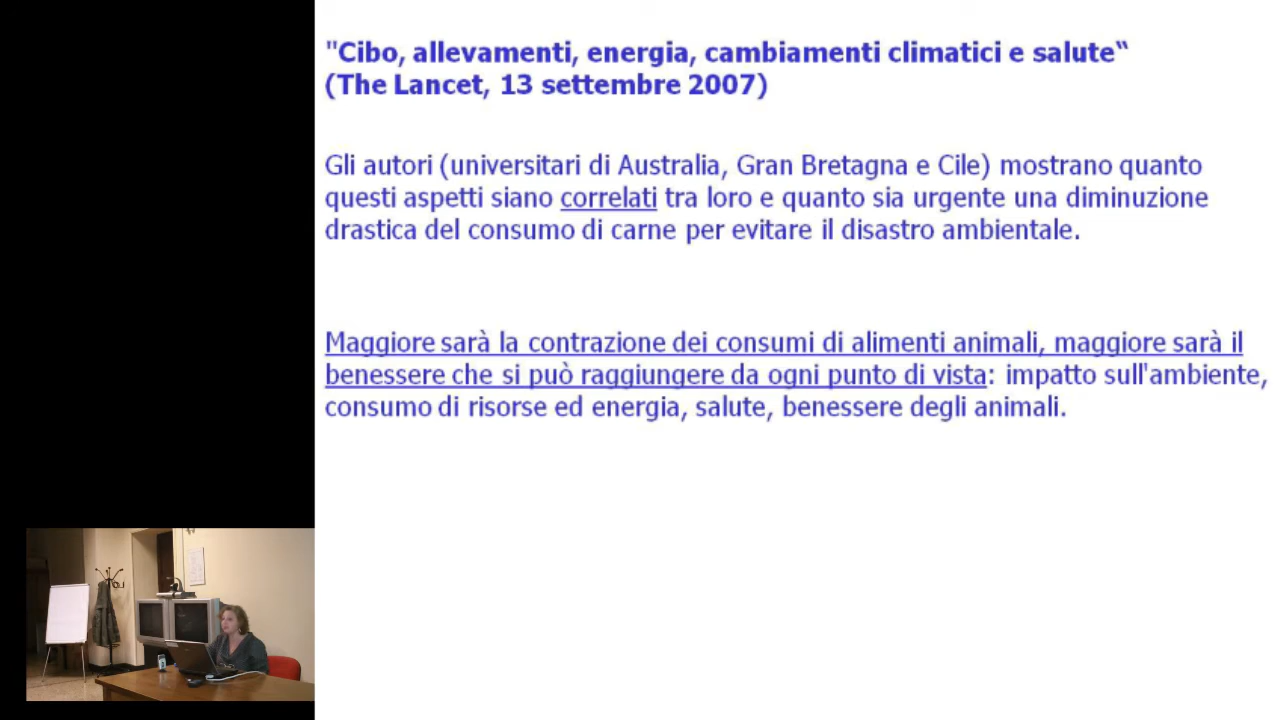 "Cibo, allevamenti, energia, cambiamenti climatici e salute“
(The Lancet, 13 settembre 2007)
Gli autori (universitari di Australia, Gran Bretagna e Cile) mostrano quanto
questi aspetti siano correlati tra loro e quanto sia urgente una diminuzione
drastica del consumo di carne per evitare il disastro ambientale.
Maggiore sarà la contrazione dei consumi di alimenti animali, maggiore sarà il
benessere che si può raggiungere da ogni punto di vista: impatto sull'ambiente,
consumo di risorse ed energia, salute, benessere degli animali.